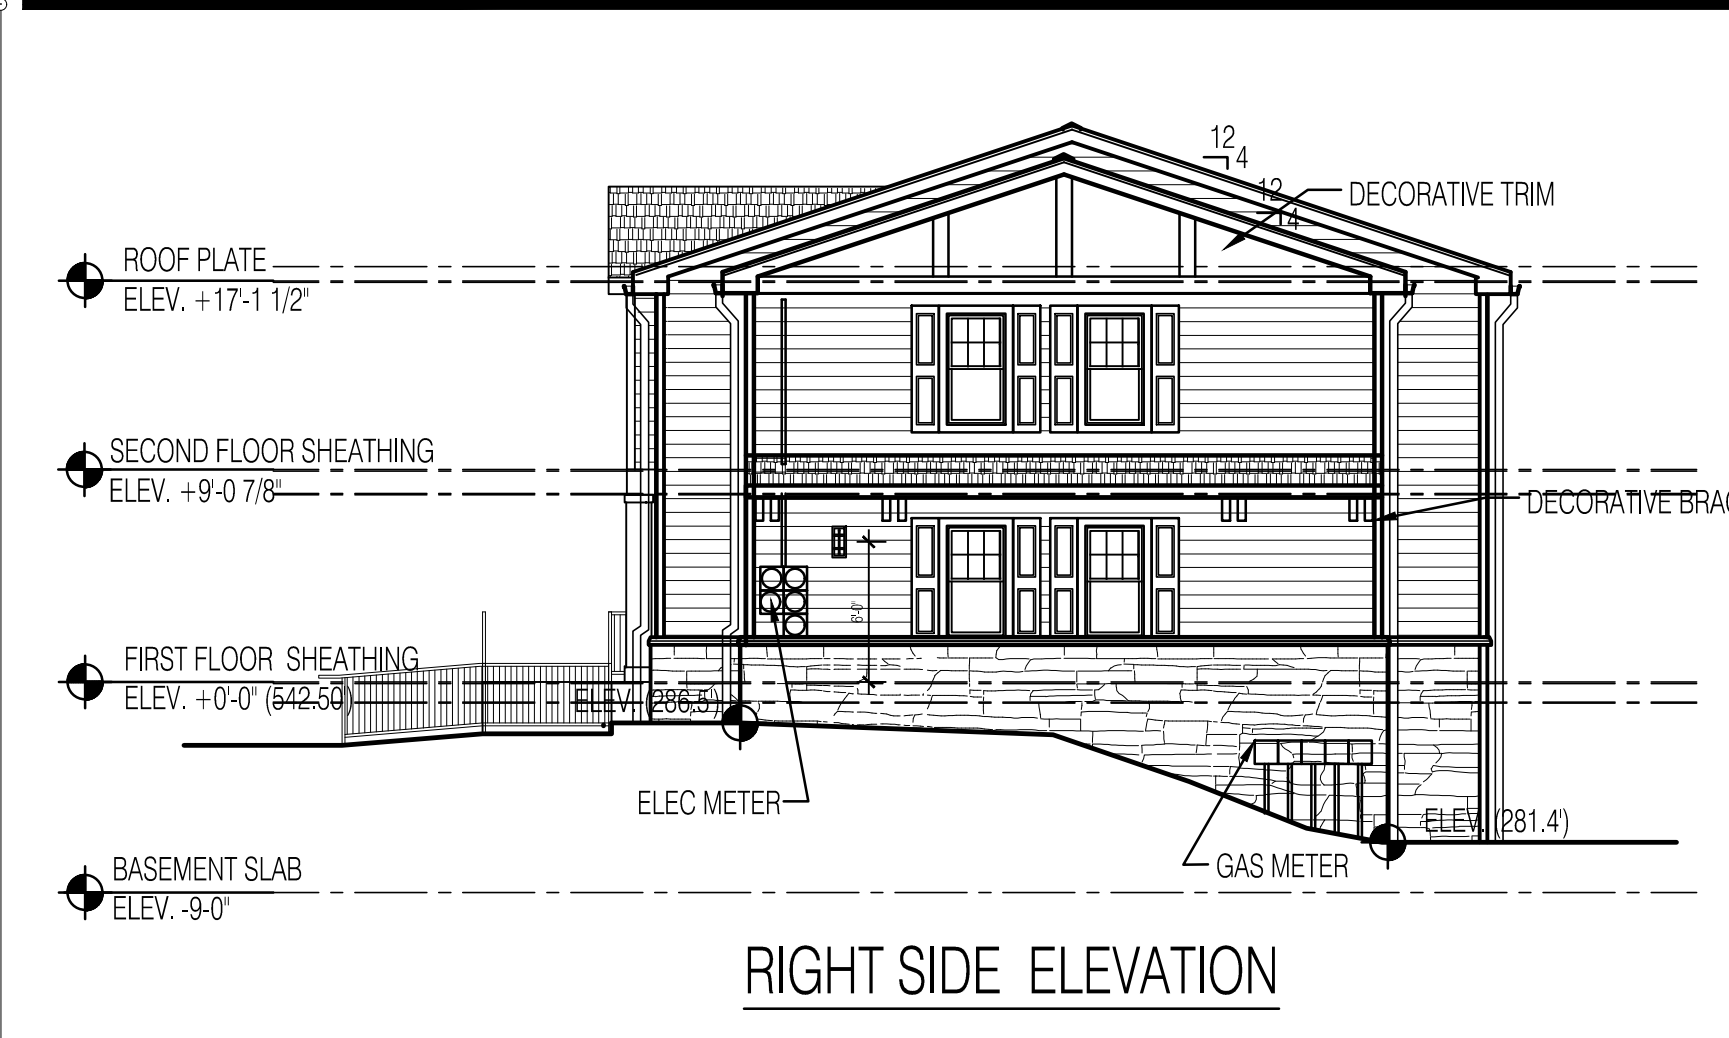 12
4
12
4
DECORATIVE TRIM
ROOF PLATE
ELEV. +17'-1 1/2"
SECOND FLOOR SHEATHING
ELEV. +9'-0 7/8"
DECORATIVE BRAC
6'-0"
FIRST FLOOR  SHEATHING
ELEV. +0'-0" (542.50')
ELEV. (286.5')
ELEC METER
ELEV. (281.4')
GAS METER
BASEMENT SLAB
ELEV. -9-0"
RIGHT SIDE  ELEVATION